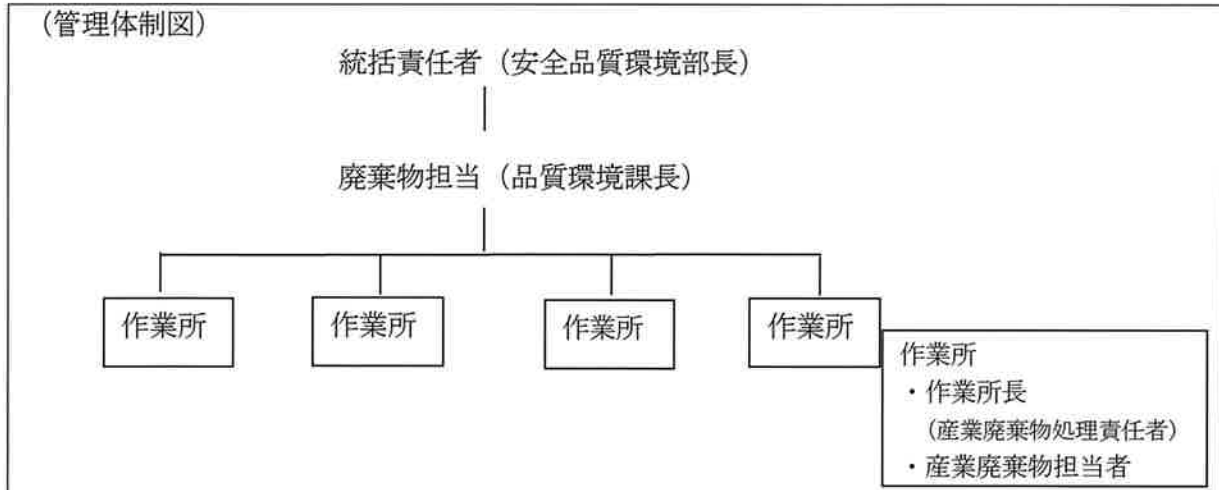 （管理体制図）
統括責任者（安全品質環境部長）
廃棄物担当（品質環境課長）
作業所
作業所
作業所
作業所
作業所
・作業所長
（産業廃棄物処理責任者）
・産業廃棄物担当者